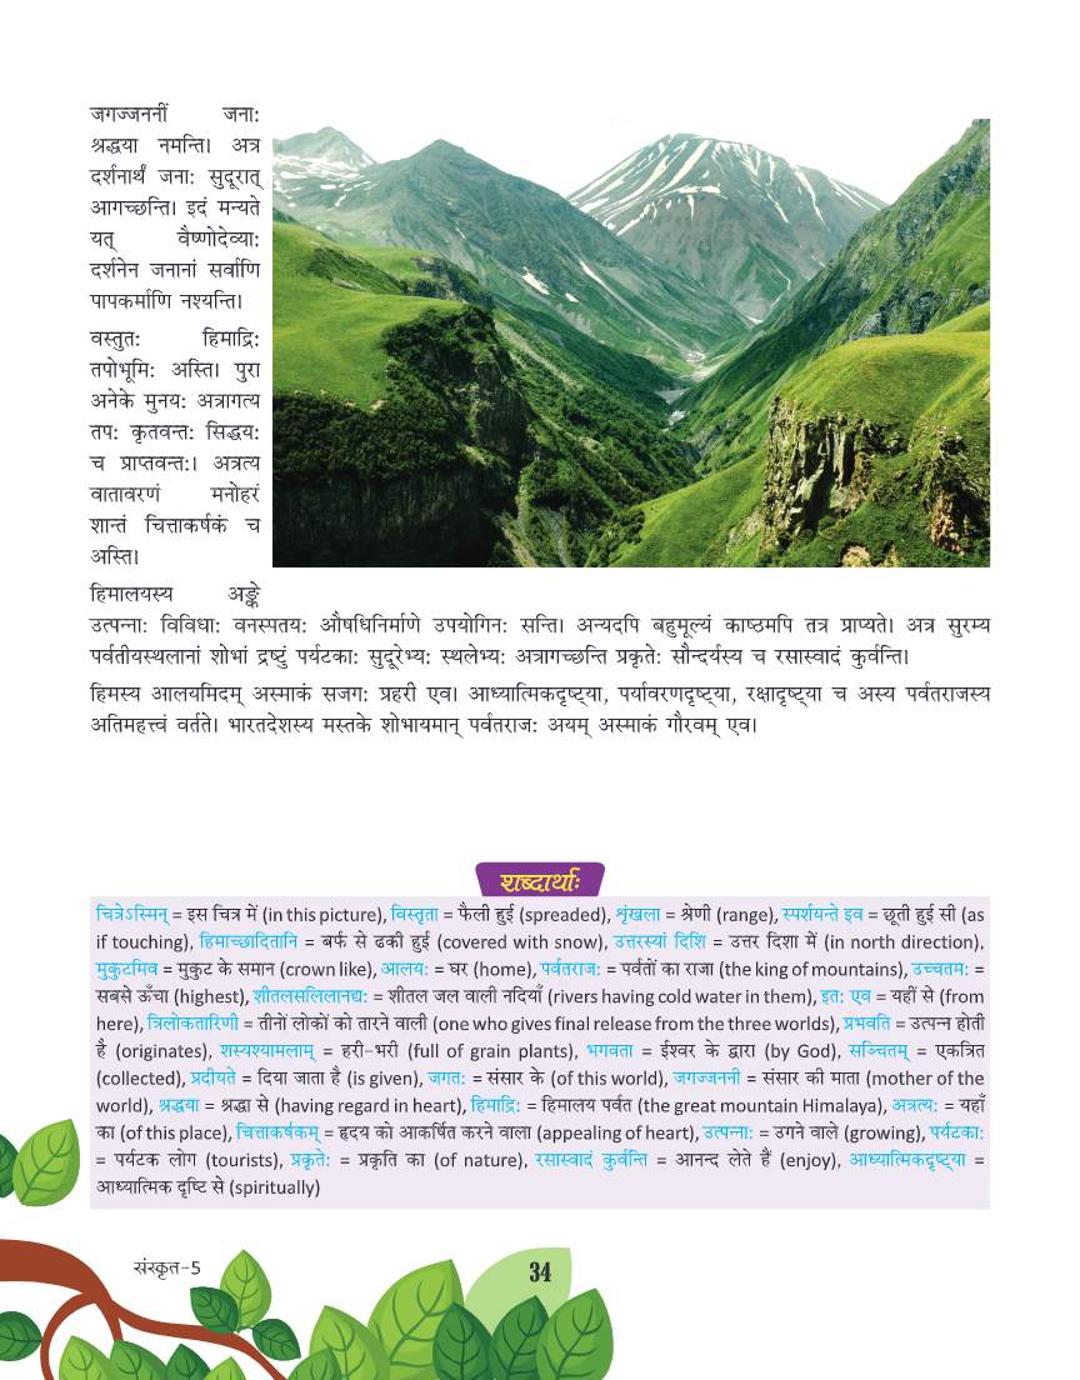 जगज्जननीं जनाः
श्रद्धया नमन्ति। अत्र
दर्शनार्थं जनाः सुदूरात्
आगच्छन्ति। इदं मन्यते
यत् वैष्णोदेव्याः
दर्शनेन जनानां सर्वाणि
पापकर्माणि नश्यन्ति।
वस्तुतः हिमाद्रिः
तपोभूमिः अस्ति। पुरा
अनेके मुनयः अत्रागत्य
तपः कृतवन्तः सिद्धयः
च प्राप्तवन्तः। अत्रत्य
वातावरणं मनोहरं
शान्तं चित्ताकर्षकं च
अस्ति।
हिमालयस्य अङ्के
उत्पन्नाः विविधाः वनस्पतयः औषधिनिर्माणे उपयोगिनः सन्ति। अन्यदपि बहुमूल्यं काष्ठमपि तत्र प्राप्यते। अत्र सुरम्य
पर्वतीयस्थलानां शोभां द्रष्टुं पर्यटकाः सुदूरेभ्यः स्थलेभ्यः अत्रागच्छन्ति प्रकृतेः सौन्दर्यस्य च रसास्वादं कुर्वन्ति।
हिमस्य आलयमिदम् अस्माकं सजगः प्रहरी एव। आध्यात्मिकदृष्ट्या, पर्यावरणदृष्ट्या, रक्षादृष्ट्या च अस्य पर्वतराजस्य
अतिमहत्त्वं वर्तते। भारतदेशस्य मस्तके शोभायमान् पर्वतराजः अयम् अस्माकं गौरवम् एव।
शब्दार्थाः
चित्रेऽस्मिन् = इस चित्र में (in this picture), विस्तृता = फैली हुई (spreaded), शृंखला = श्रेणी (range), स्पर्शयन्ते इव = छूती हुई सी (as
if touching), हिमाच्छादितानि = बर्फ से ढकी हुई (covered with snow), उत्तरस्यां दिशि = उत्तर दिशा में (in north direction),
मुकुटमिव = मुकुट के समान (crown like), आलयः = घर (home), पर्वतराजः = पर्वतों का राजा (the king of mountains), उच्चतमः =
सबसे ऊँचा (highest), शीतलसलिलानद्यः = शीतल जल वाली नदियाँ (rivers having cold water in them), इतः एव = यहीं से (from
here), त्रिलोकतारिणी = तीनों लोकों को तारने वाली (one who gives final release from the three worlds), प्रभवति = उत्पन्न होती
है (originates), शस्यश्यामलाम् = हरी-भरी (full of grain plants), भगवता = ईश्वर के द्वारा (by God), सञ्चितम् = एकत्रित
(collected), प्रदीयते = दिया जाता है (is given), जगतः = संसार के (of this world), जगज्जननी = संसार की माता (mother of the
world), श्रद्धया = श्रद्धा से (having regard in heart), हिमाद्रिः = हिमालय पर्वत (the great mountain Himalaya), अत्रत्यः = यहाँ
का (of this place), चित्ताकर्षकम् = हृदय को आकर्षित करने वाला (appealing of heart), उत्पन्नाः = उगने वाले (growing), पर्यटकाः
= पर्यटक लोग (tourists), प्रकृतेः = प्रकृति का (of nature), रसास्वादं कुर्वन्ति = आनन्द लेते हैं (enjoy), आध्यात्मिकदृष्ट्या =
आध्यात्मिक दृष्टि से (spiritually)
संस्कृत-5
34